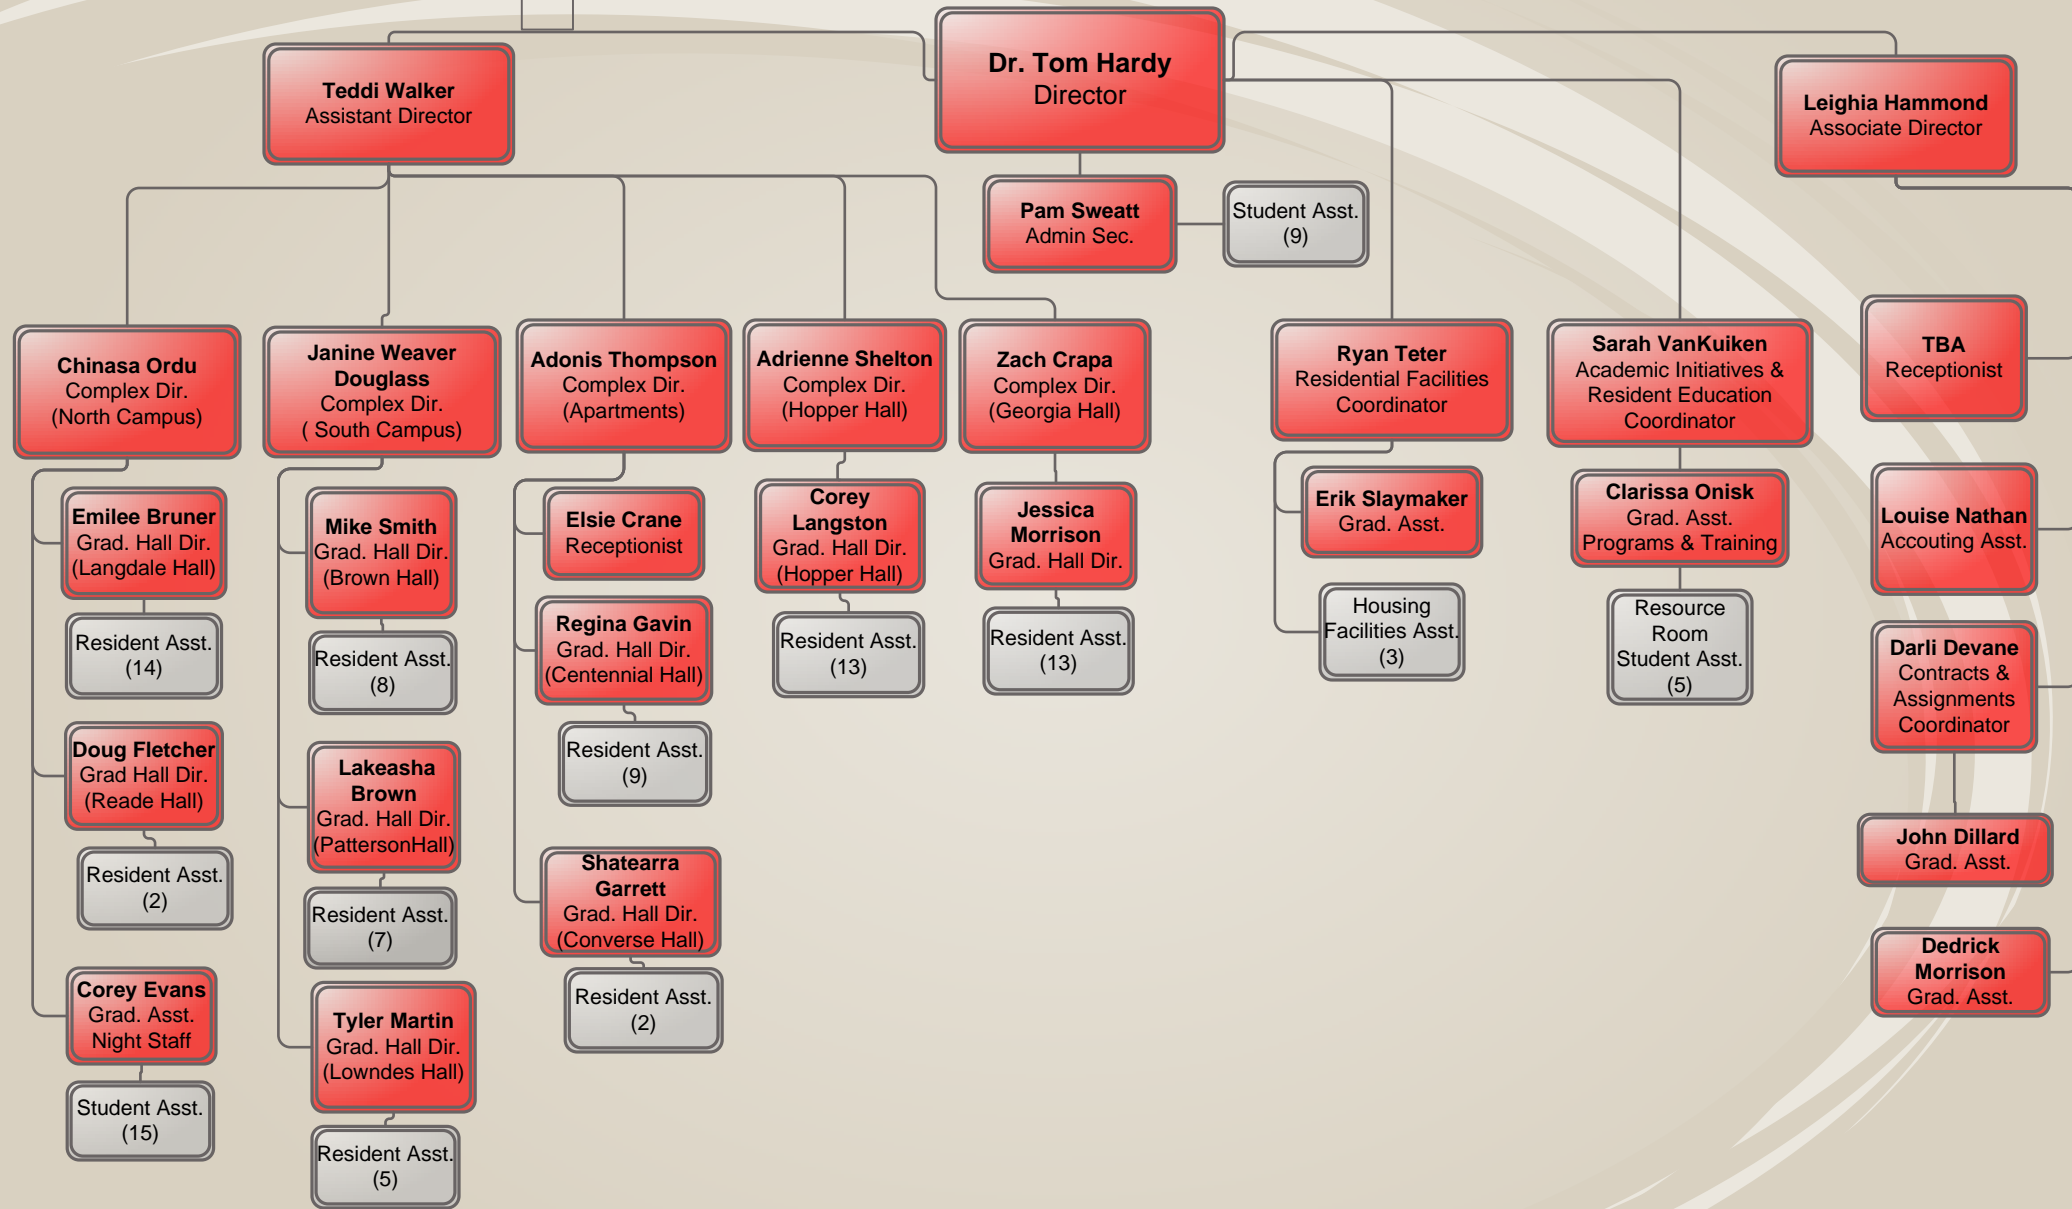 Dr. Tom Hardy
Director
Teddi Walker
Assistant Director
Leighia Hammond
Associate Director
Pam Sweatt
Admin Sec.
Student Asst.
(9)
Chinasa Ordu
Complex Dir.
(North Campus)
Emilee Bruner
Grad. Hall Dir.
(Langdale Hall)
Resident Asst.
(14)
Doug Fletcher
Grad Hall Dir.
(Reade Hall)
Resident Asst.
(2)
Corey Evans
Grad. Asst.
Night Staff
Student Asst.
(15)
Janine Weaver
Douglass
Complex Dir.
( South Campus)
Mike Smith
Grad. Hall Dir.
(Brown Hall)
Resident Asst.
(8)
Lakeasha
Brown
Grad. Hall Dir.
(PattersonHall)
Resident Asst.
(7)
Tyler Martin
Grad. Hall Dir.
(Lowndes Hall)
Resident Asst.
(5)
Adonis Thompson
Complex Dir.
(Apartments)
Elsie Crane
Receptionist
Regina Gavin
Grad. Hall Dir.
(Centennial Hall)
Resident Asst.
(9)
Shatearra
Garrett
Grad. Hall Dir.
(Converse Hall)
Resident Asst.
(2)
Adrienne Shelton
Complex Dir.
(Hopper Hall)
Corey
Langston
Grad. Hall Dir.
(Hopper Hall)
Resident Asst.
(13)
Zach Crapa
Complex Dir.
(Georgia Hall)
Jessica
Morrison
Grad. Hall Dir.
Resident Asst.
(13)
Ryan Teter
Residential Facilities
Coordinator
Erik Slaymaker
Grad. Asst.
Housing
Facilities Asst.
(3)
Sarah VanKuiken
Academic Initiatives &
Resident Education
Coordinator
Clarissa Onisk
Grad. Asst.
Programs & Training
Resource
Room
Student Asst.
(5)
TBA
Receptionist
Louise Nathan
Accouting Asst.
Darli Devane
Contracts &
Assignments
Coordinator
John Dillard
Grad. Asst.
Dedrick
Morrison
Grad. Asst.